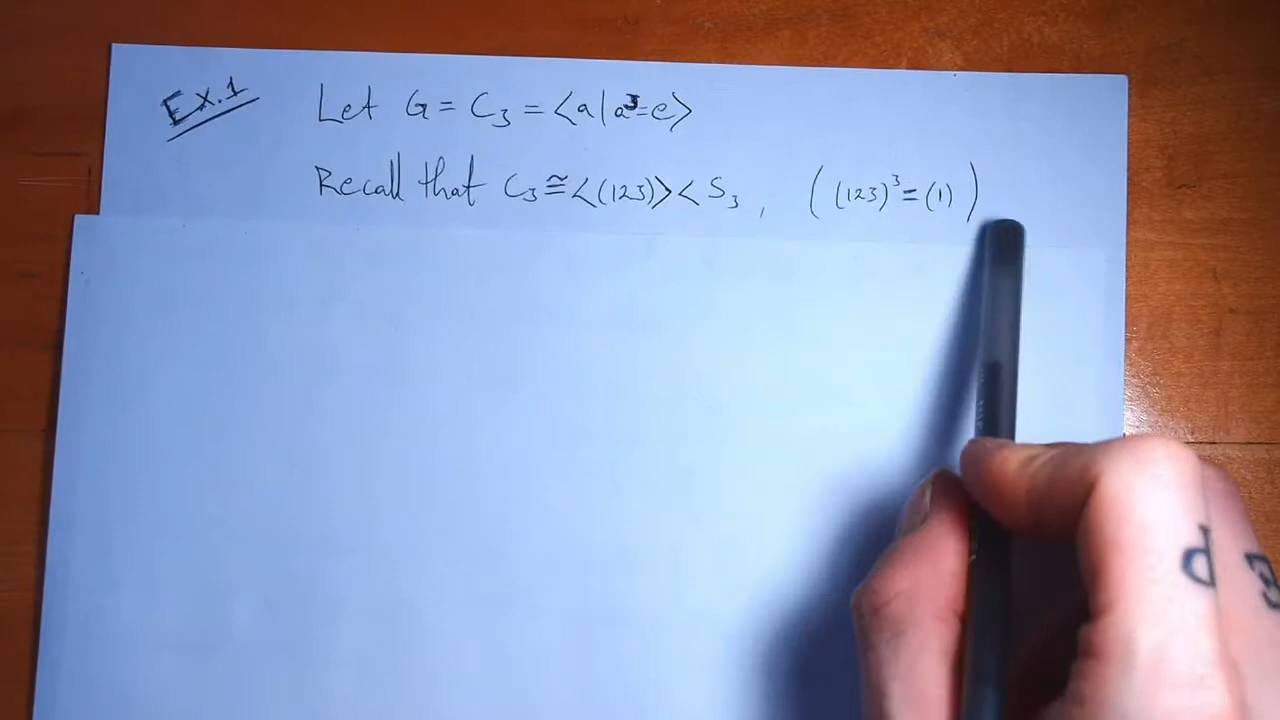 Ex.1 Let G = C₃ = <a|a³=e>
Recall that C₃ ≅ <(123)> < S₃ , ( (123)³ = (1) )